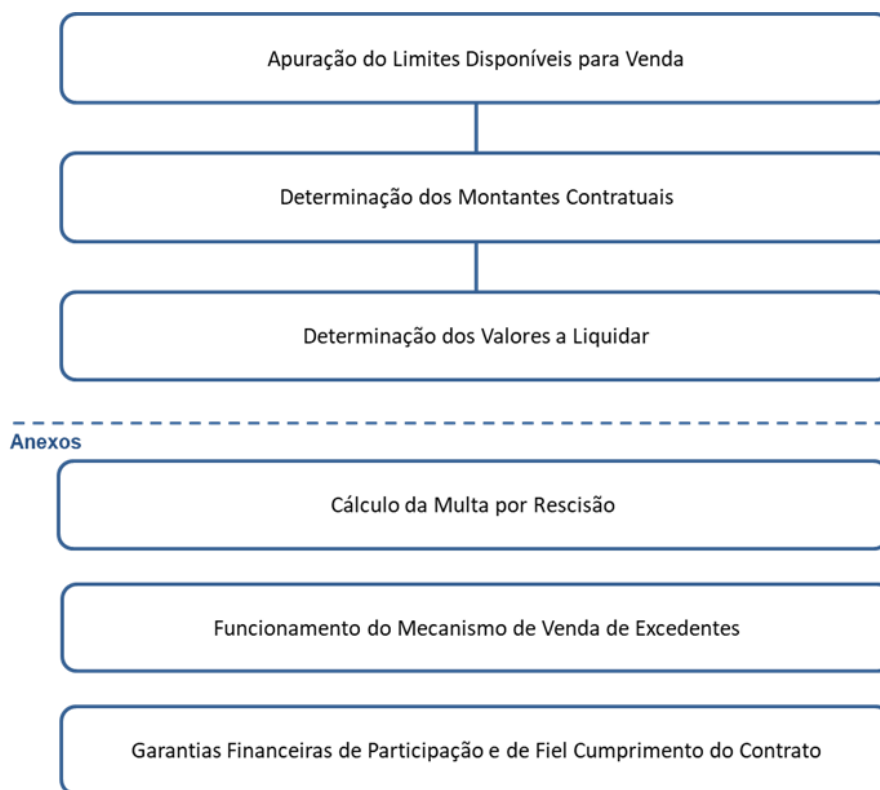 Apuração do Limites Disponíveis para Venda
Determinação dos Montantes Contratuais
Determinação dos Valores a Liquidar
Anexos
Cálculo da Multa por Rescisão
Funcionamento do Mecanismo de Venda de Excedentes
Garantias Financeiras de Participação e de Fiel Cumprimento do Contrato